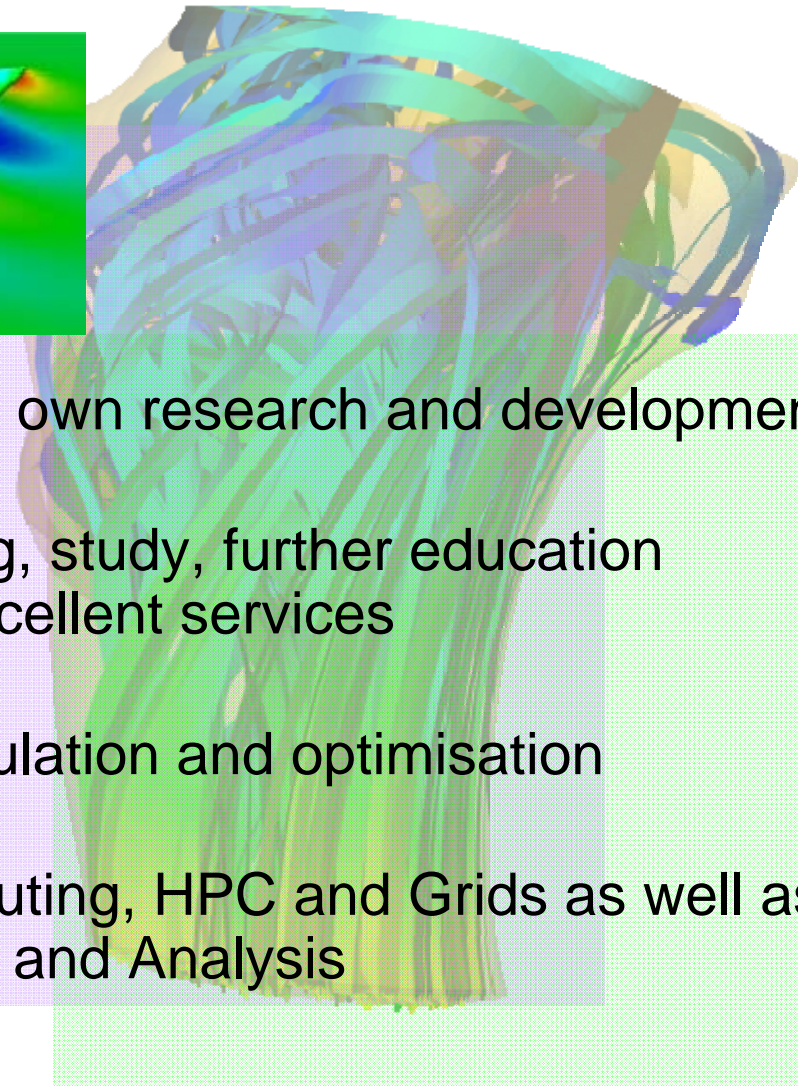 own research and developmen
g, study, further education
cellent services
ulation and optimisation
uting, HPC and Grids as well as
and Analysis